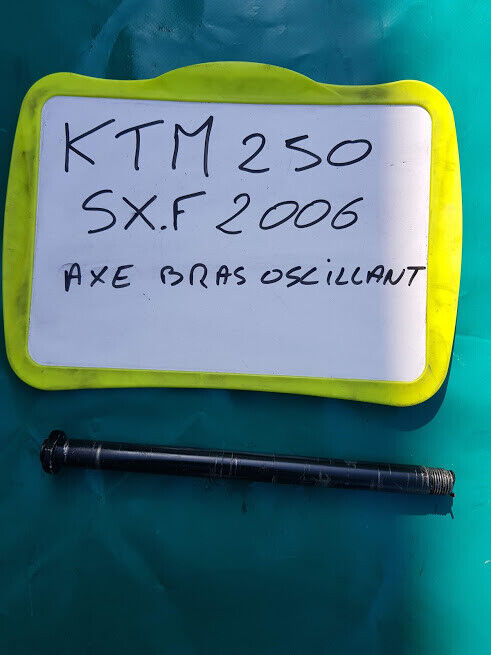 KTM 250
SX.F 2006
AXE BRAS OSCILLANT